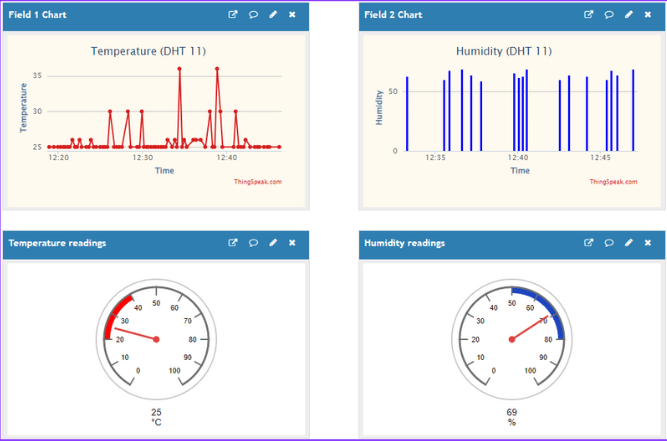 Field 1 Chart
Temperature (DHT 11)
Temperature
35
30
25
12:20 12:30 12:40
Time
ThingSpeak.com
Field 2 Chart
Humidity (DHT 11)
Humidity
50
0
12:35 12:40 12:45
Time
ThingSpeak.com
Temperature readings
0 10 20 30 40 50 60 70 80 90 100
25
°C
Humidity readings
0 10 20 30 40 50 60 70 80 90 100
69
%